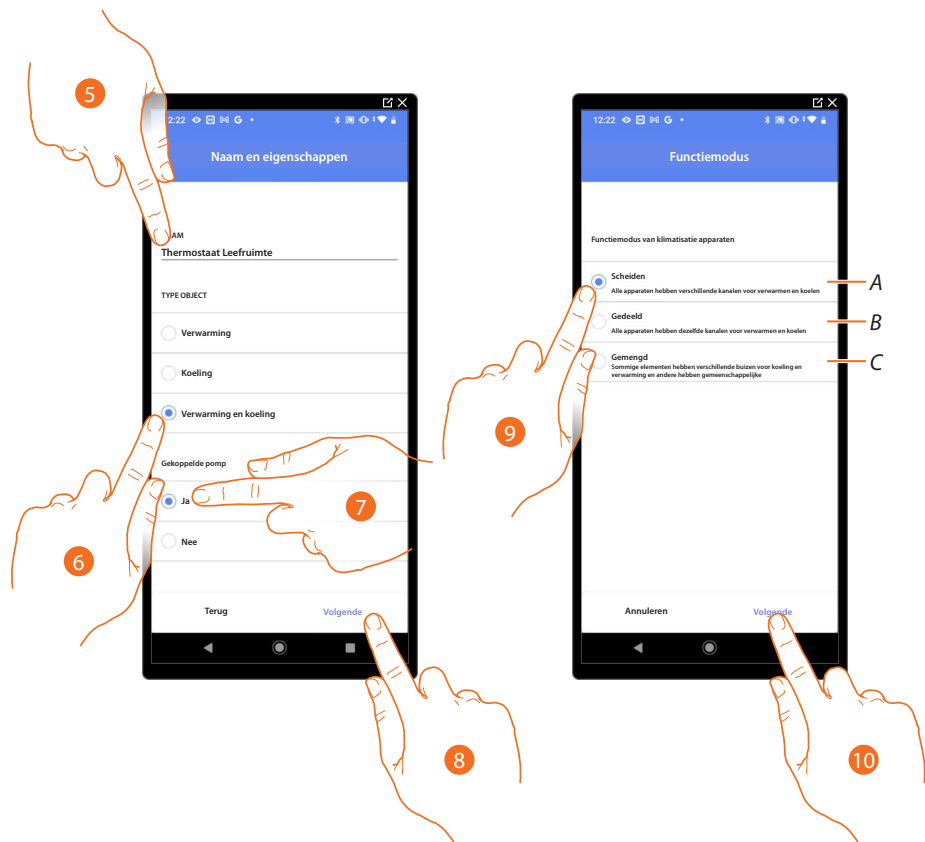 5
2:22 G
Naam en eigenschappen
AM
Thermostaat Leefruimte
TYPE OBJECT
Verwarming
Koeling
Verwarming en koeling
Gekoppelde pomp
Ja
Nee
6
7
Terug Volgende
8
12:22 G
Functiemodus
Functiemodus van klimatisatie apparaten
Scheiden
Alle apparaten hebben verschillende kanalen voor verwarmen en koelen
A
Gedeeld
Alle apparaten hebben dezelfde kanalen voor verwarmen en koelen
B
Gemengd
Sommige elementen hebben verschillende buizen voor koeling en
verwarming en andere hebben gemeenschappelijke
C
9
Annuleren Volgende
10